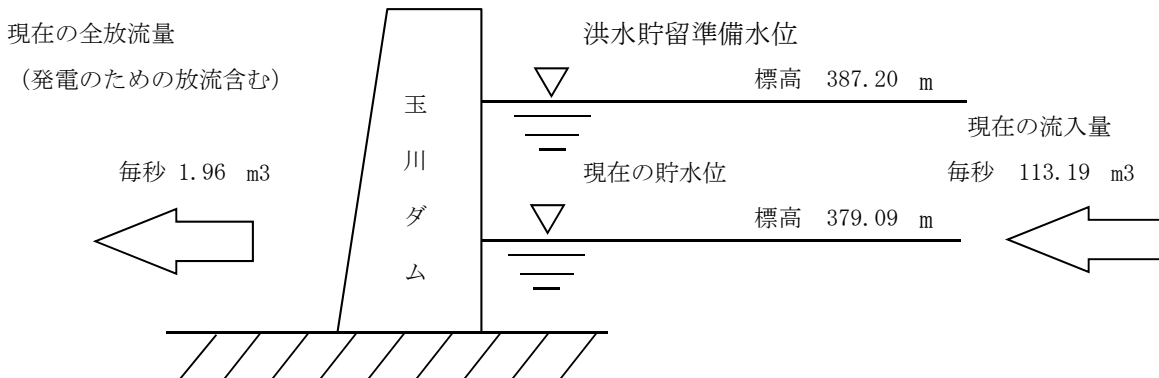 現在の全放流量
（発電のための放流含む）
毎秒 1.96 m3
玉川ダム
洪水貯留準備水位
標高 387.20 m
現在の貯水位
標高 379.09 m
現在の流入量
毎秒 113.19 m3